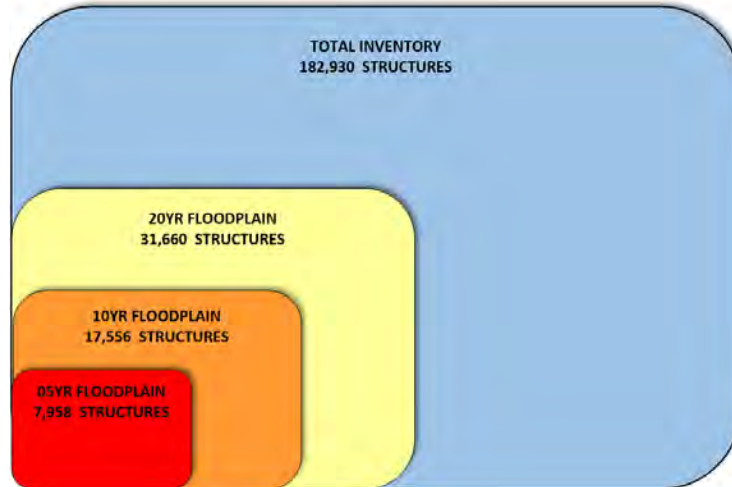 TOTAL INVENTORY
182,930 STRUCTURES
20YR FLOODPLAIN
31,660 STRUCTURES
10YR FLOODPLAIN
17,556 STRUCTURES
05YR FLOODPLAIN
7,958 STRUCTURES